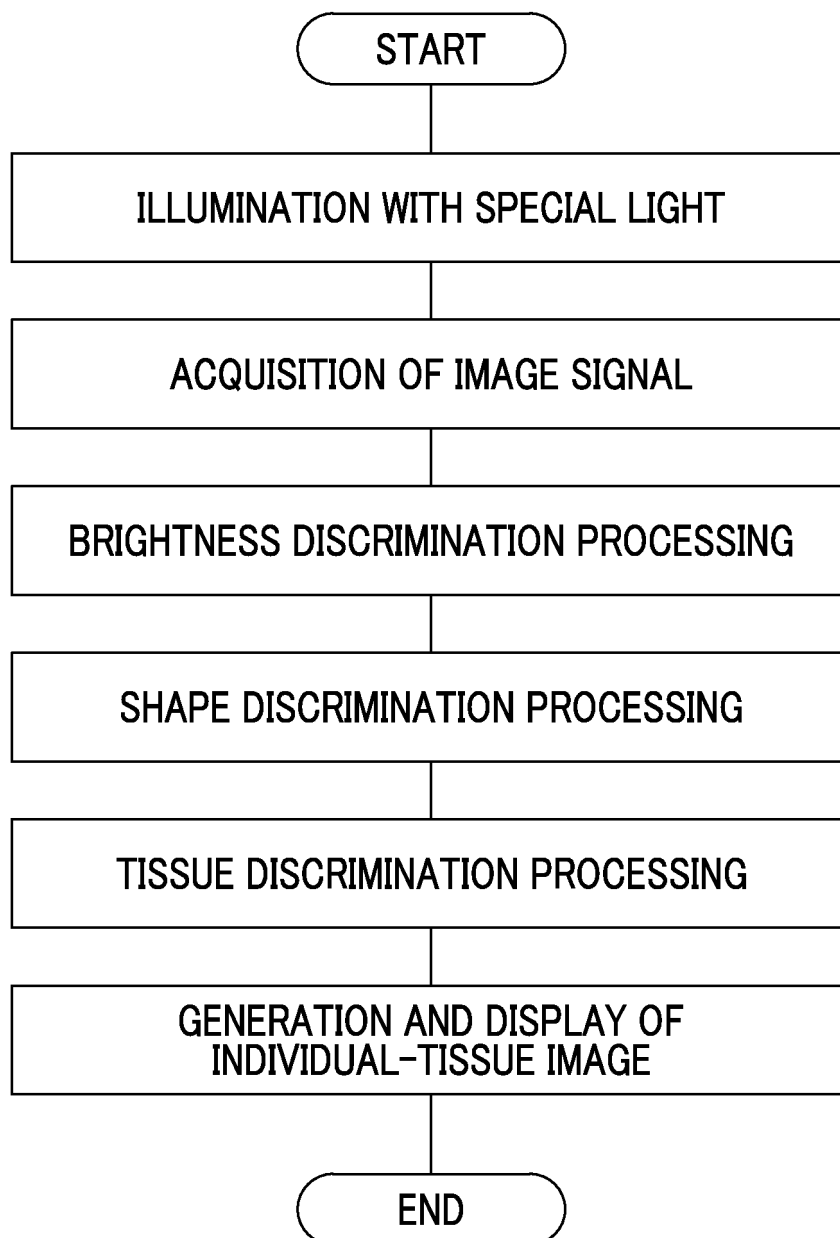 START
ILLUMINATION WITH SPECIAL LIGHT
ACQUISITION OF IMAGE SIGNAL
BRIGHTNESS DISCRIMINATION PROCESSING
SHAPE DISCRIMINATION PROCESSING
TISSUE DISCRIMINATION PROCESSING
GENERATION AND DISPLAY OF
INDIVIDUAL-TISSUE IMAGE
END